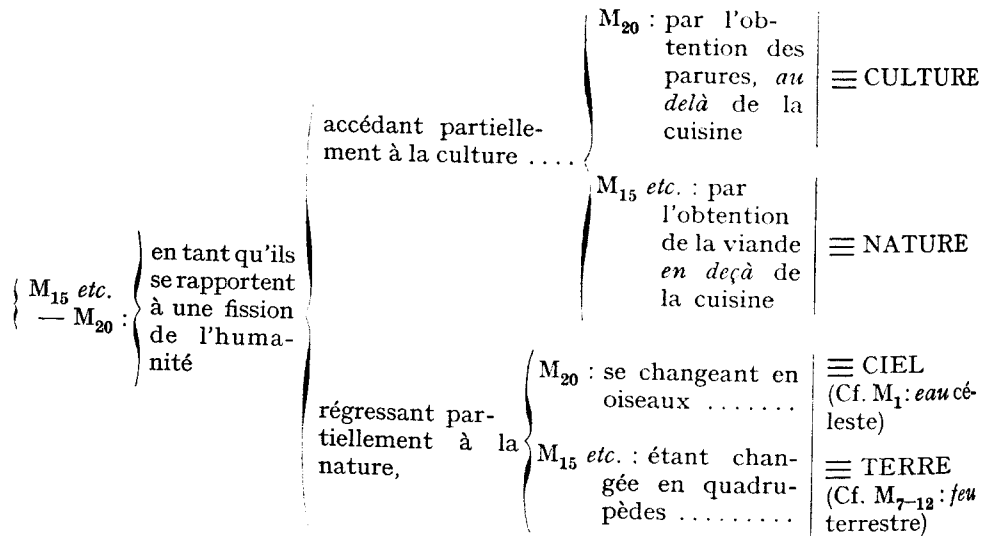 M₂₀ : par l'ob-
tention des
parures, au
delà de la
cuisine
≡ CULTURE
accédant partielle-
ment à la culture ....
M₁₅ etc. : par
l'obtention
de la viande
en deçà de
la cuisine
≡ NATURE
M₁₅ etc.
— M₂₀ :
en tant qu'ils
se rapportent
à une fission
de l'huma-
nité
régressant par-
tiellement à la
nature,
M₂₀ : se changeant en
oiseaux .......
≡ CIEL
(Cf. M₁ : eau cé-
leste)
M₁₅ etc. : étant chan-
gée en quadru-
pèdes .........
≡ TERRE
(Cf. M₇₋₁₂ : feu
terrestre)